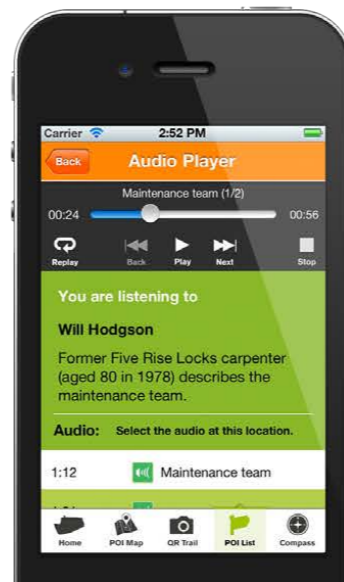 Carrier 2:52 PM
Back Audio Player
Maintenance team (1/2)
00:24 00:56
Replay Back Play Next Stop
You are listening to
Will Hodgson
Former Five Rise Locks carpenter
(aged 80 in 1978) describes the
maintenance team.
Audio: Select the audio at this location.
1:12 Maintenance team
Home POI Map QR Trail POI List Compass